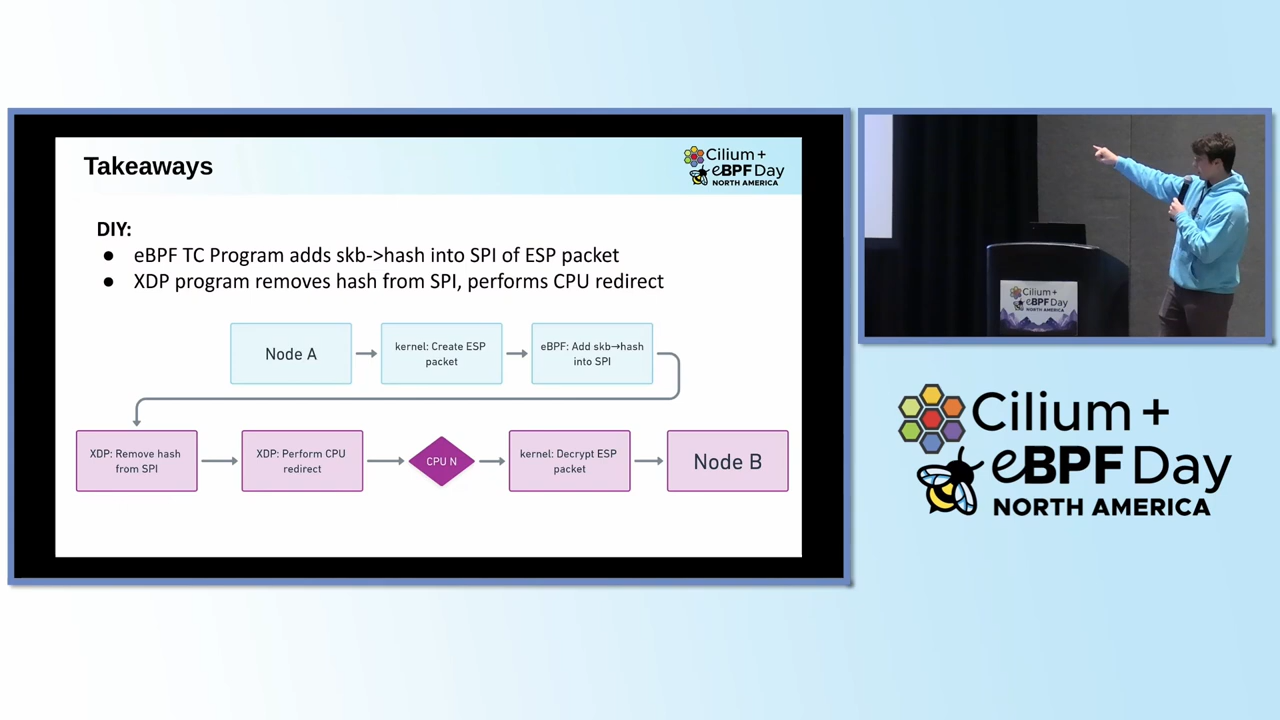 Takeaways
Cilium +
eBPF Day
NORTH AMERICA
DIY:
● eBPF TC Program adds skb->hash into SPI of ESP packet
● XDP program removes hash from SPI, performs CPU redirect
Node A
kernel: Create ESP
packet
eBPF: Add skb→hash
into SPI
XDP: Remove hash
from SPI
XDP: Perform CPU
redirect
CPU N
kernel: Decrypt ESP
packet
Node B
Cilium +
eBPF Day
NORTH AMERICA
Cilium +
eBPF Day
NORTH AMERICA